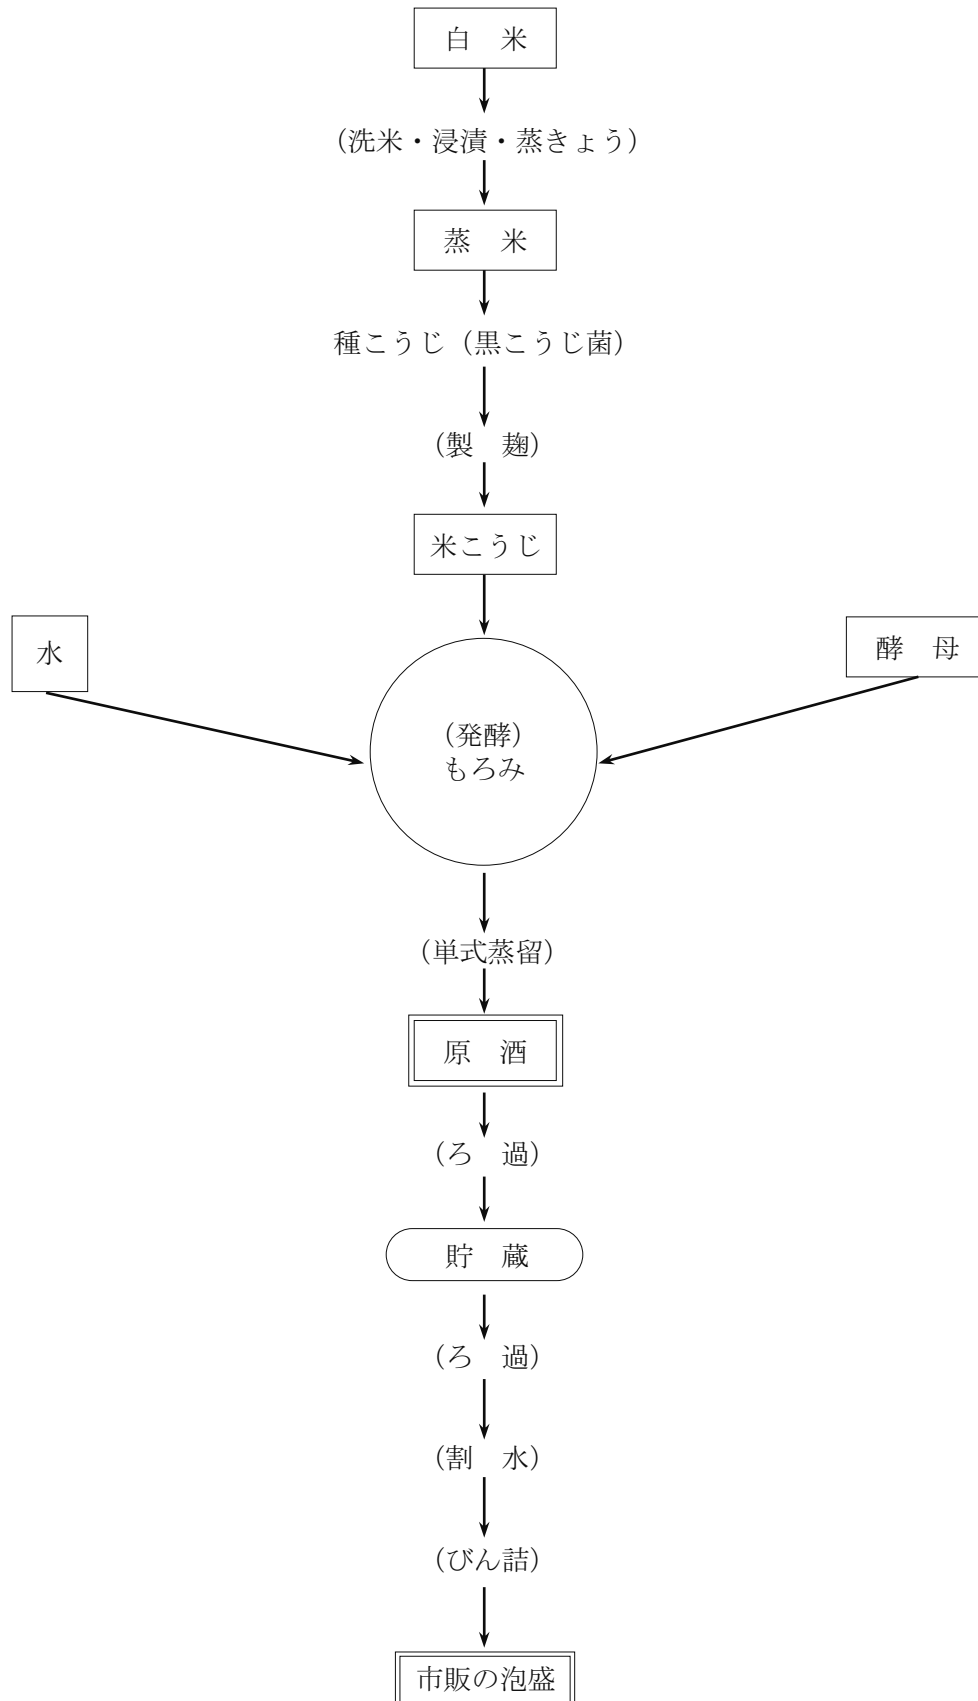 白　米
(洗米・浸漬・蒸きょう)
蒸　米
種こうじ（黒こうじ菌）
(製　麹)
米こうじ
水
酵　母
(発酵)
もろみ
(単式蒸留)
原　酒
(ろ　過)
貯　蔵
(ろ　過)
(割　水)
(びん詰)
市販の泡盛